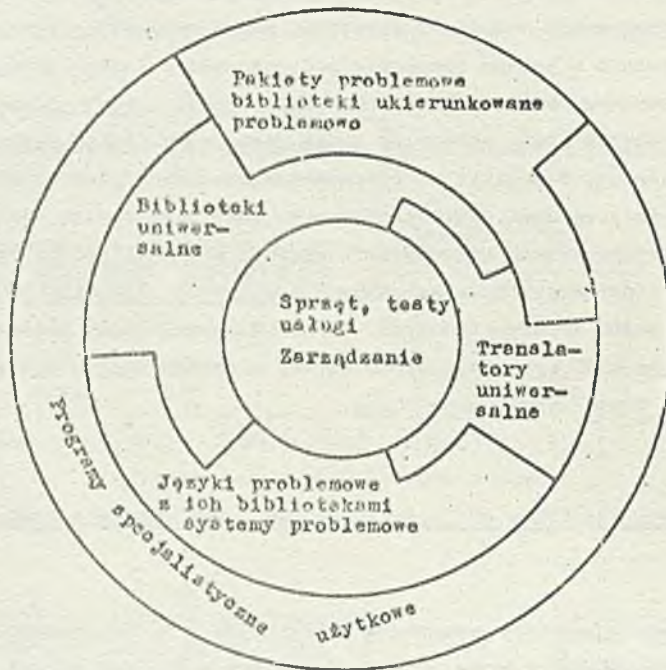 Pakiety problemowe
biblioteki ukierunkowane
problemowo
Biblioteki
uniwer-
salne
Sprzęt, testy
usługi
Zarządzanie
Transla-
tory
uniwer-
salne
Języki problemowe
z ich bibliotekami
systemy problemowe
Programy specjalistyczne użytkowe